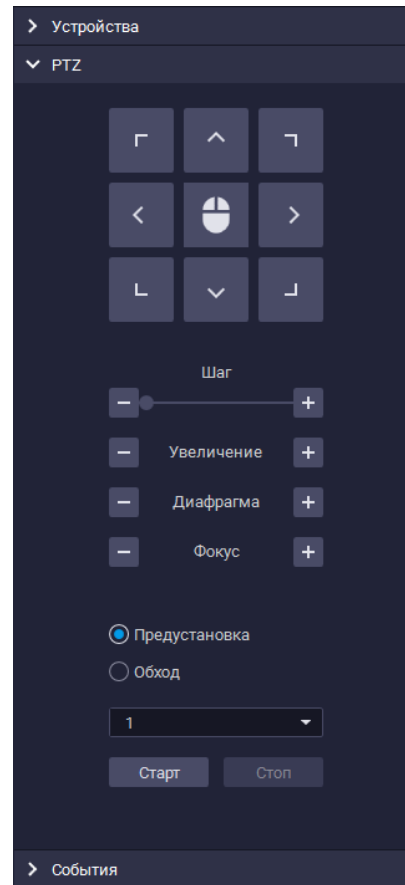 Устройства
PTZ
Шаг
Увеличение
Диафрагма
Фокус
Предустановка
Обход
1
Старт Стоп
События